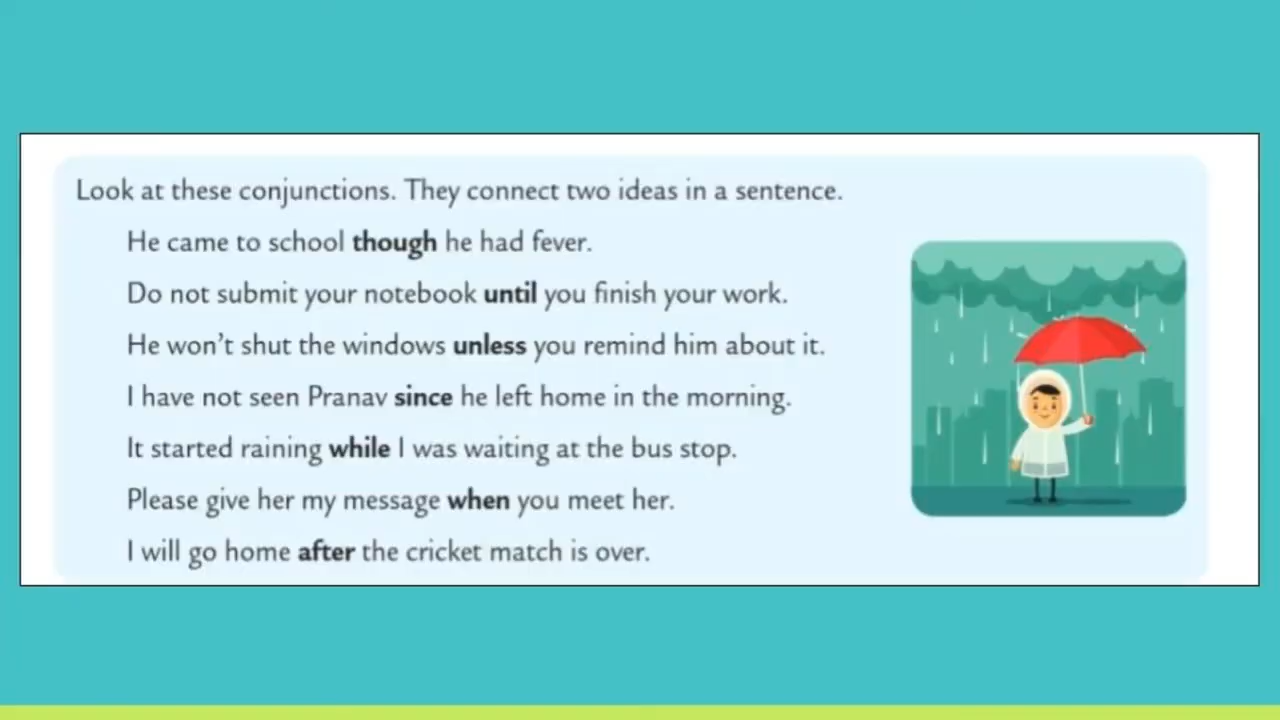 Look at these conjunctions. They connect two ideas in a sentence.
He came to school though he had fever.
Do not submit your notebook until you finish your work.
He won't shut the windows unless you remind him about it.
I have not seen Pranav since he left home in the morning.
It started raining while I was waiting at the bus stop.
Please give her my message when you meet her.
I will go home after the cricket match is over.